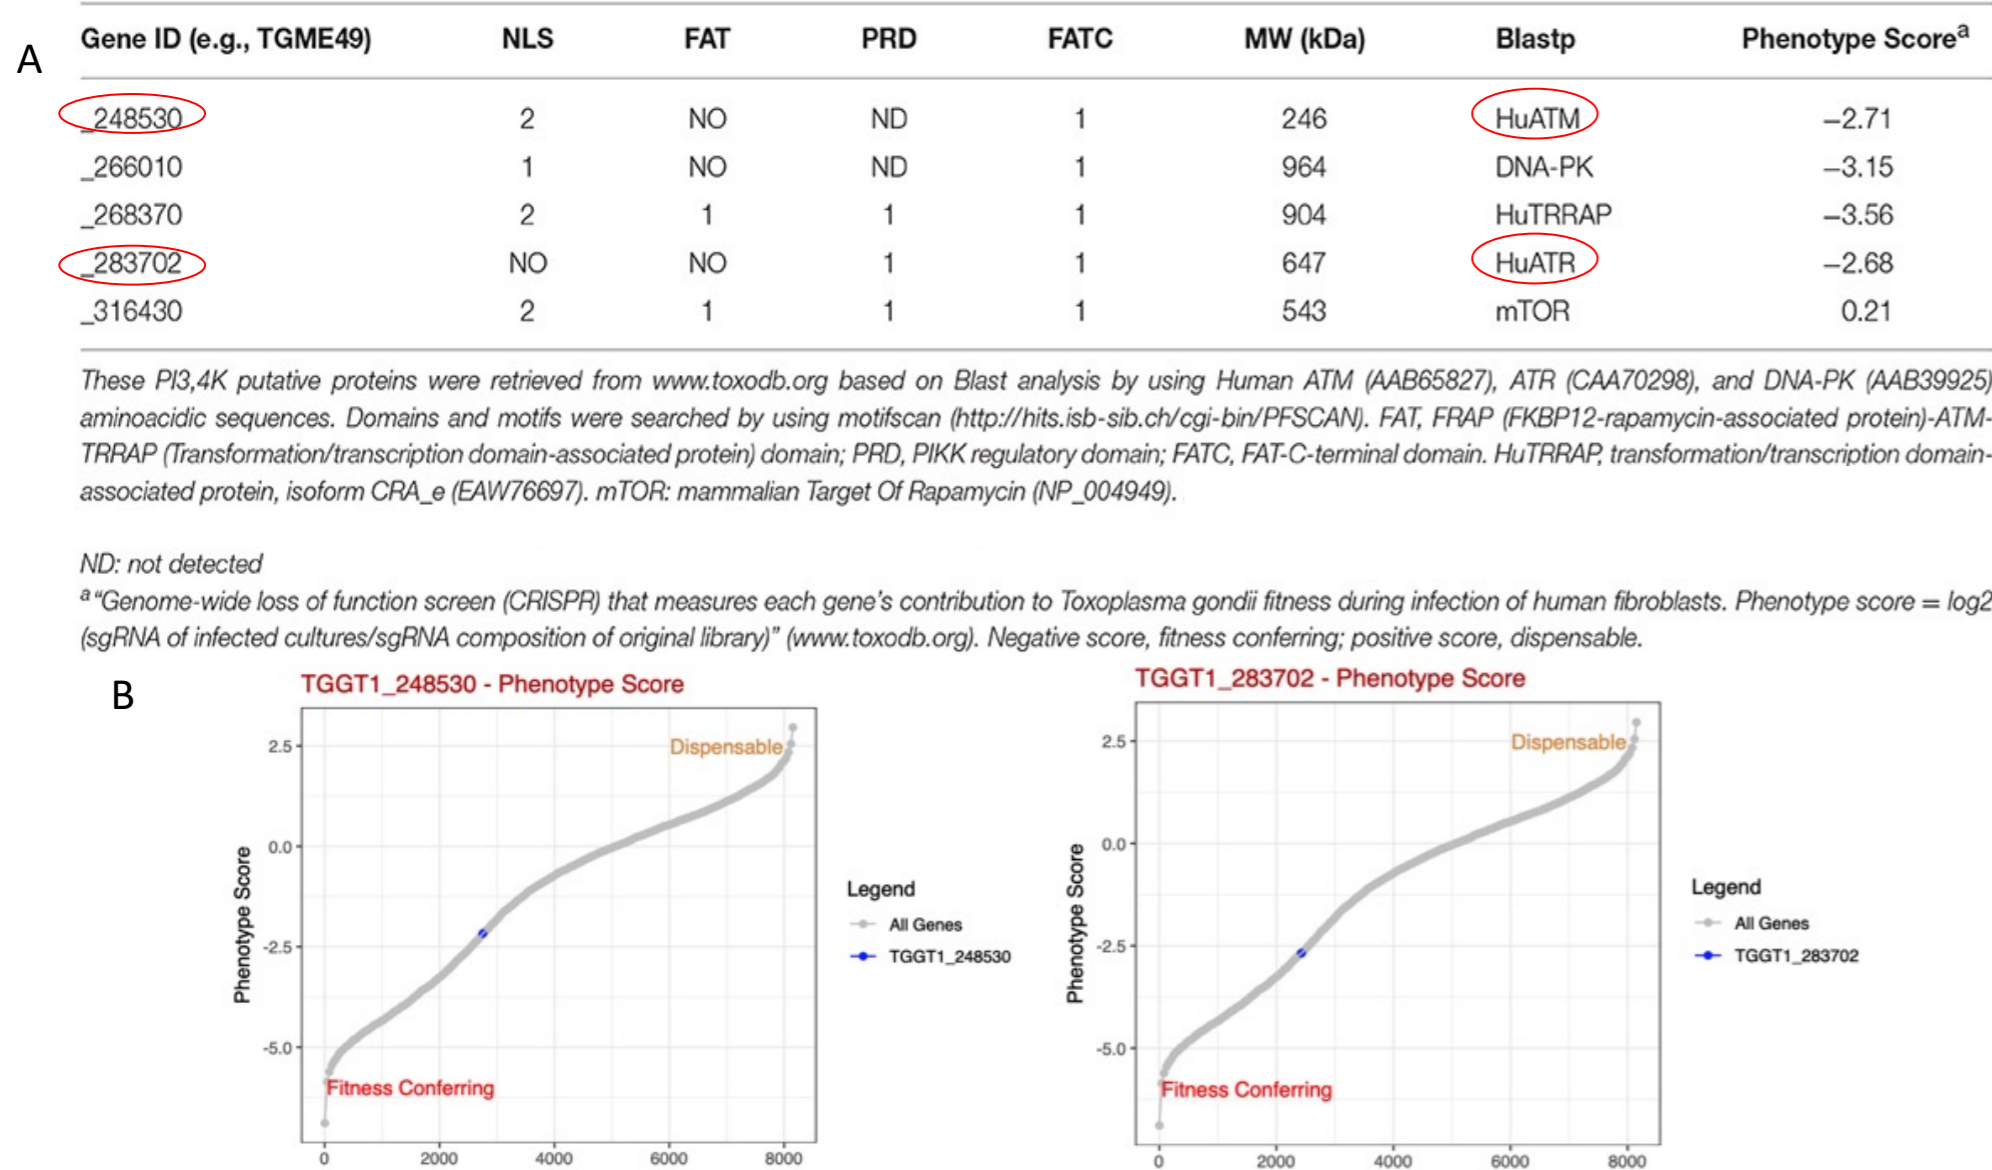 A
Gene ID (e.g., TGME49) NLS FAT PRD FATC MW (kDa) Blastp Phenotype Scoreᵃ
_248530 2 NO ND 1 246 HuATM −2.71
_266010 1 NO ND 1 964 DNA-PK −3.15
_268370 2 1 1 1 904 HuTRRAP −3.56
_283702 NO NO 1 1 647 HuATR −2.68
_316430 2 1 1 1 543 mTOR 0.21
These PI3,4K putative proteins were retrieved from www.toxodb.org based on Blast analysis by using Human ATM (AAB65827), ATR (CAA70298), and DNA-PK (AAB39925)
aminoacidic sequences. Domains and motifs were searched by using motifscan (http://hits.isb-sib.ch/cgi-bin/PFSCAN). FAT, FRAP (FKBP12-rapamycin-associated protein)-ATM-
TRRAP (Transformation/transcription domain-associated protein) domain; PRD, PIKK regulatory domain; FATC, FAT-C-terminal domain. HuTRRAP, transformation/transcription domain-
associated protein, isoform CRA_e (EAW76697). mTOR: mammalian Target Of Rapamycin (NP_004949).
ND: not detected
ᵃ "Genome-wide loss of function screen (CRISPR) that measures each gene's contribution to Toxoplasma gondii fitness during infection of human fibroblasts. Phenotype score = log2
(sgRNA of infected cultures/sgRNA composition of original library)" (www.toxodb.org). Negative score, fitness conferring; positive score, dispensable.
B
TGGT1_248530 - Phenotype Score
Phenotype Score
2.5
0.0
-2.5
-5.0
Dispensable
Fitness Conferring
0 2000 4000 6000 8000
Legend
All Genes
TGGT1_248530
TGGT1_283702 - Phenotype Score
Phenotype Score
2.5
0.0
-2.5
-5.0
Dispensable
Fitness Conferring
0 2000 4000 6000 8000
Legend
All Genes
TGGT1_283702